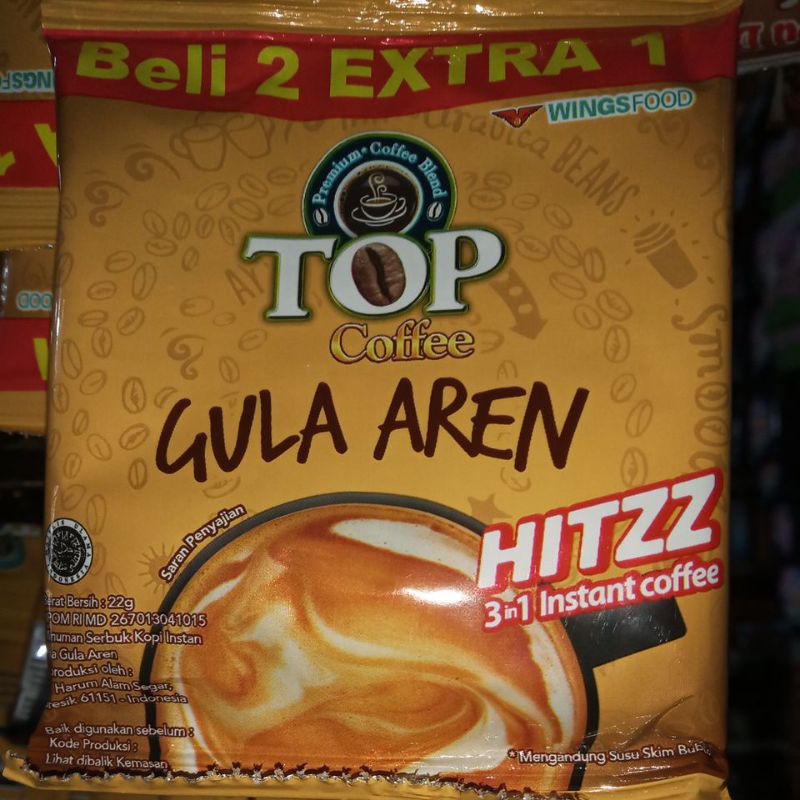 Beli 2 EXTRA 1
WINGSFOOD
Premium • Coffee Blend
Arabica BEANS
TOP
Coffee
GULA AREN
HITZZ
3in1 Instant coffee
Saran Penyajian
Berat Bersih : 22g
POM RI MD 267013041015
Minuman Serbuk Kopi Instan
Gula Aren
Diproduksi oleh :
Harum Alam Segar,
Gresik 61151 - Indonesia
Baik digunakan sebelum :
Kode Produksi :
Lihat dibalik Kemasan
*Mengandung Susu Skim